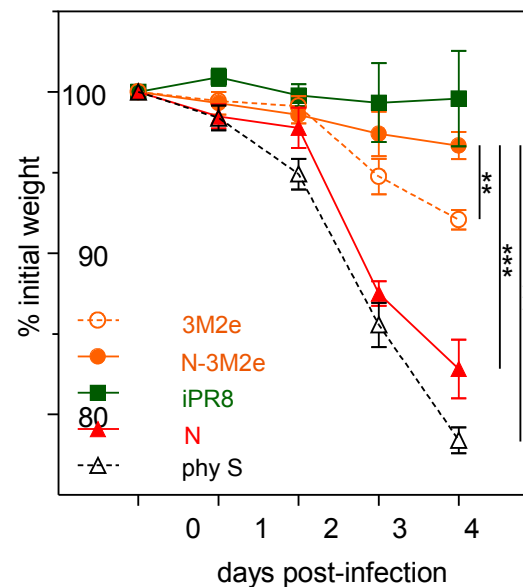 100
90
80
% initial weight
**
***
3M2e
N-3M2e
iPR8
N
phy S
0 1 2 3 4
days post-infection